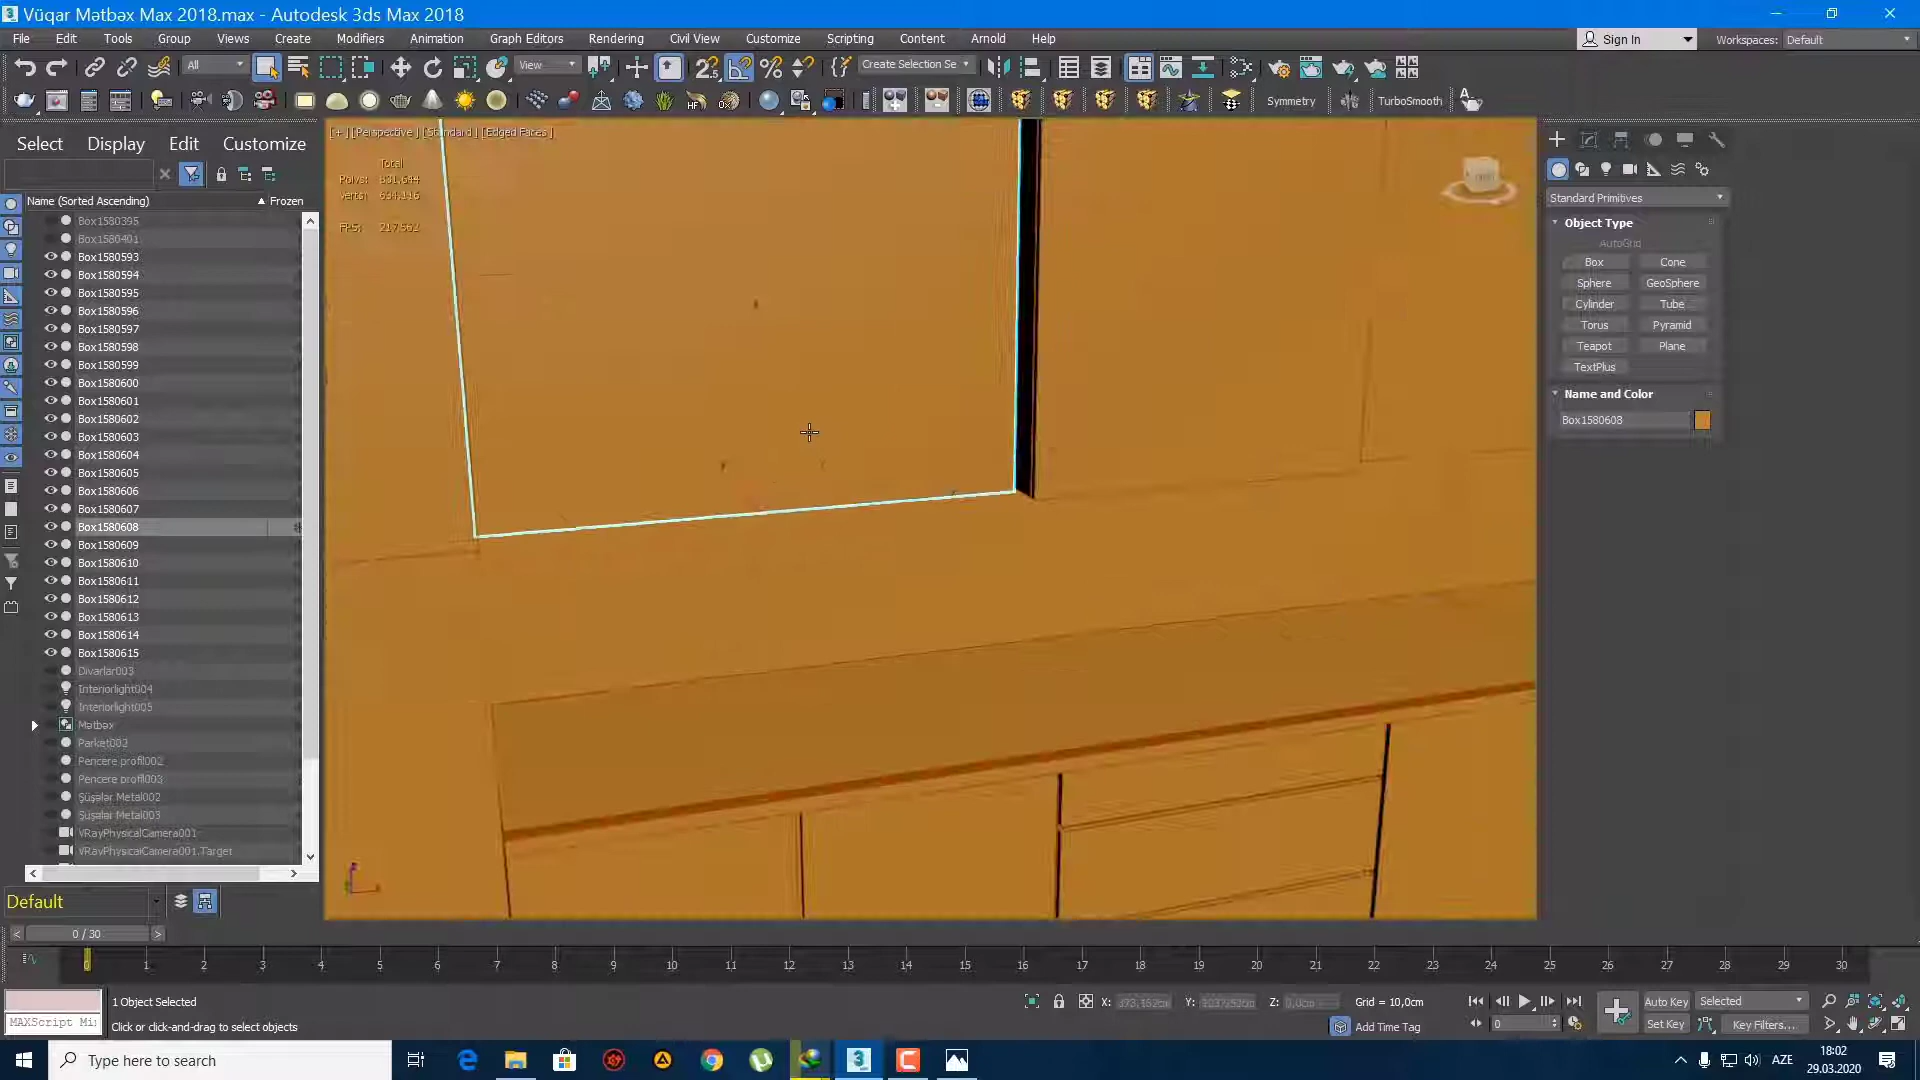 Vüqar Mətbəx Max 2018.max - Autodesk 3ds Max 2018
File Edit Tools Group Views Create Modifiers Animation Graph Editors Rendering Civil View Customize Scripting Content Arnold Help
Sign In
Workspaces: Default
All
View
Create Selection Se
Symmetry
TurboSmooth
Select Display Edit Customize
Name (Sorted Ascending)
Frozen
Box1580395
Box1580401
Box1580593
Box1580594
Box1580595
Box1580596
Box1580597
Box1580598
Box1580599
Box1580600
Box1580601
Box1580602
Box1580603
Box1580604
Box1580605
Box1580606
Box1580607
Box1580608
Box1580609
Box1580610
Box1580611
Box1580612
Box1580613
Box1580614
Box1580615
Divarlar003
Interiorlight004
Interiorlight005
Mətbəx
Parket002
Pencere profil002
Pencere profil003
Şüşələr Metal002
Şüşələr Metal003
VRayPhysicalCamera001
VRayPhysicalCamera001.Target
[+] [Perspective] [Standard] [Edged Faces]
Total
Polys: 831,644
Verts:
FPS:
Standard Primitives
Object Type
AutoGrid
Box Cone
Sphere GeoSphere
Cylinder Tube
Torus Pyramid
Teapot Plane
TextPlus
Name and Color
Box1580608
Default
0 / 30
0 1 2 3 4 5 6 7 8 9 10 11 12 13 14 15 16 17 18 19 20 21 22 23 24 25 26 27 28 29 30
1 Object Selected
X:
Y:
Z: 0,0cm
Grid = 10,0cm
Auto Key
Selected
MAXScript Mi
Click or click-and-drag to select objects
Add Time Tag
0
Set Key
Key Filters...
Type here to search
AZE
18:02
29.03.2020